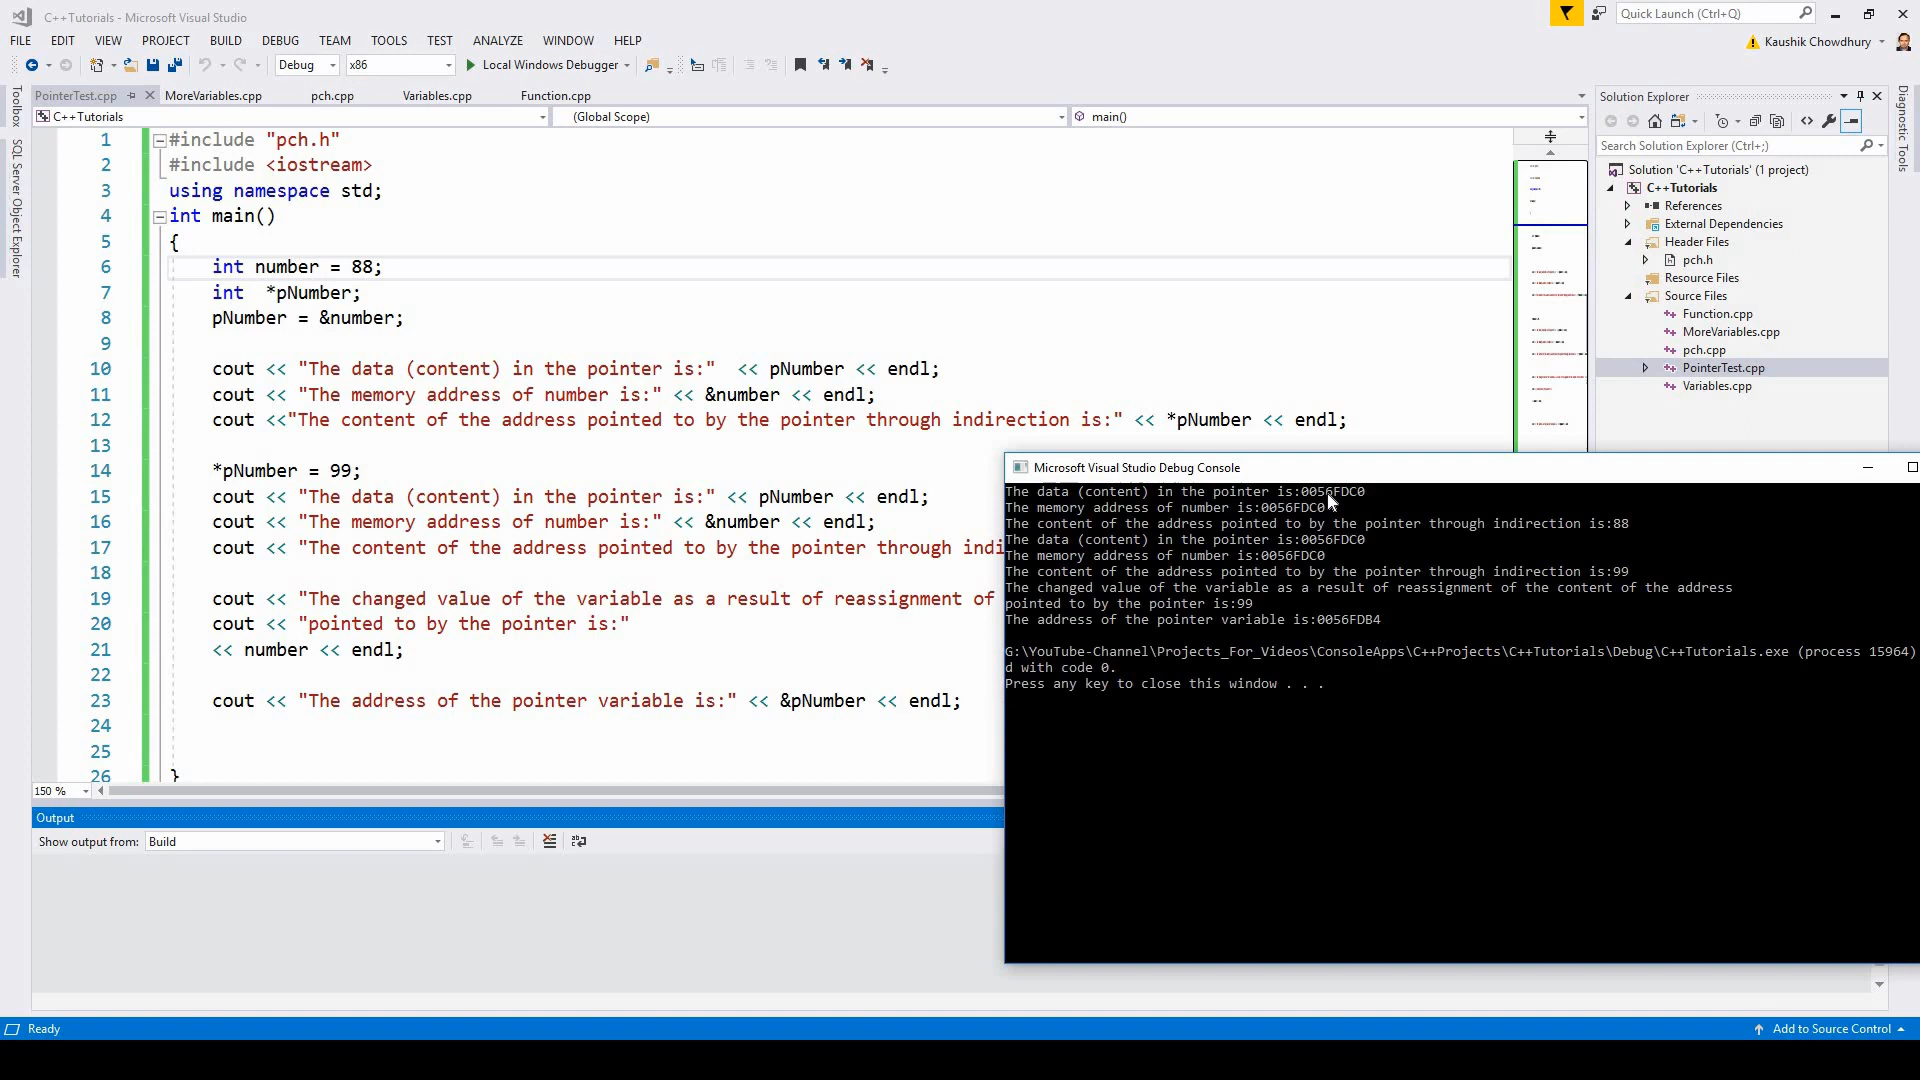 C++Tutorials - Microsoft Visual Studio
Quick Launch (Ctrl+Q)
FILE EDIT VIEW PROJECT BUILD DEBUG TEAM TOOLS TEST ANALYZE WINDOW HELP
Kaushik Chowdhury
Debug x86 Local Windows Debugger
Toolbox
SQL Server Object Explorer
PointerTest.cpp MoreVariables.cpp pch.cpp Variables.cpp Function.cpp
C++Tutorials (Global Scope) main()
1 #include "pch.h"
2 #include <iostream>
3 using namespace std;
4 int main()
5 {
6 int number = 88;
7 int  *pNumber;
8 pNumber = &number;
9
10 cout << "The data (content) in the pointer is:"  << pNumber << endl;
11 cout << "The memory address of number is:" << &number << endl;
12 cout <<"The content of the address pointed to by the pointer through indirection is:" << *pNumber << endl;
13
14 *pNumber = 99;
15 cout << "The data (content) in the pointer is:" << pNumber << endl;
16 cout << "The memory address of number is:" << &number << endl;
17 cout << "The content of the address pointed to by the pointer through indi
18
19 cout << "The changed value of the variable as a result of reassignment of
20 cout << "pointed to by the pointer is:"
21 << number << endl;
22
23 cout << "The address of the pointer variable is:" << &pNumber << endl;
24
25
26 }
150 %
Output
Show output from: Build
Ready
Add to Source Control
Microsoft Visual Studio Debug Console
The data (content) in the pointer is:0056FDC0
The memory address of number is:0056FDC0
The content of the address pointed to by the pointer through indirection is:88
The data (content) in the pointer is:0056FDC0
The memory address of number is:0056FDC0
The content of the address pointed to by the pointer through indirection is:99
The changed value of the variable as a result of reassignment of the content of the address
pointed to by the pointer is:99
The address of the pointer variable is:0056FDB4
G:\YouTube-Channel\Projects_For_Videos\ConsoleApps\C++Projects\C++Tutorials\Debug\C++Tutorials.exe (process 15964)
d with code 0.
Press any key to close this window . . .
Solution Explorer
Search Solution Explorer (Ctrl+;)
Solution 'C++Tutorials' (1 project)
C++Tutorials
References
External Dependencies
Header Files
pch.h
Resource Files
Source Files
Function.cpp
MoreVariables.cpp
pch.cpp
PointerTest.cpp
Variables.cpp
Diagnostic Tools